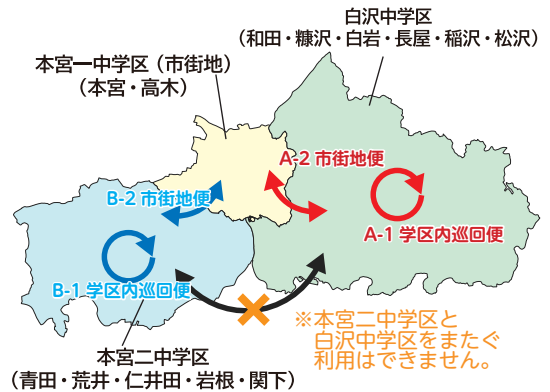 白沢中学区
（和田・糠沢・白岩・長屋・稲沢・松沢）
本宮一中学区（市街地）
（本宮・高木）
A-2 市街地便
B-2 市街地便
A-1 学区内巡回便
B-1 学区内巡回便
※本宮二中学区と
白沢中学区をまたぐ
利用はできません。
本宮二中学区
（青田・荒井・仁井田・岩根・関下）